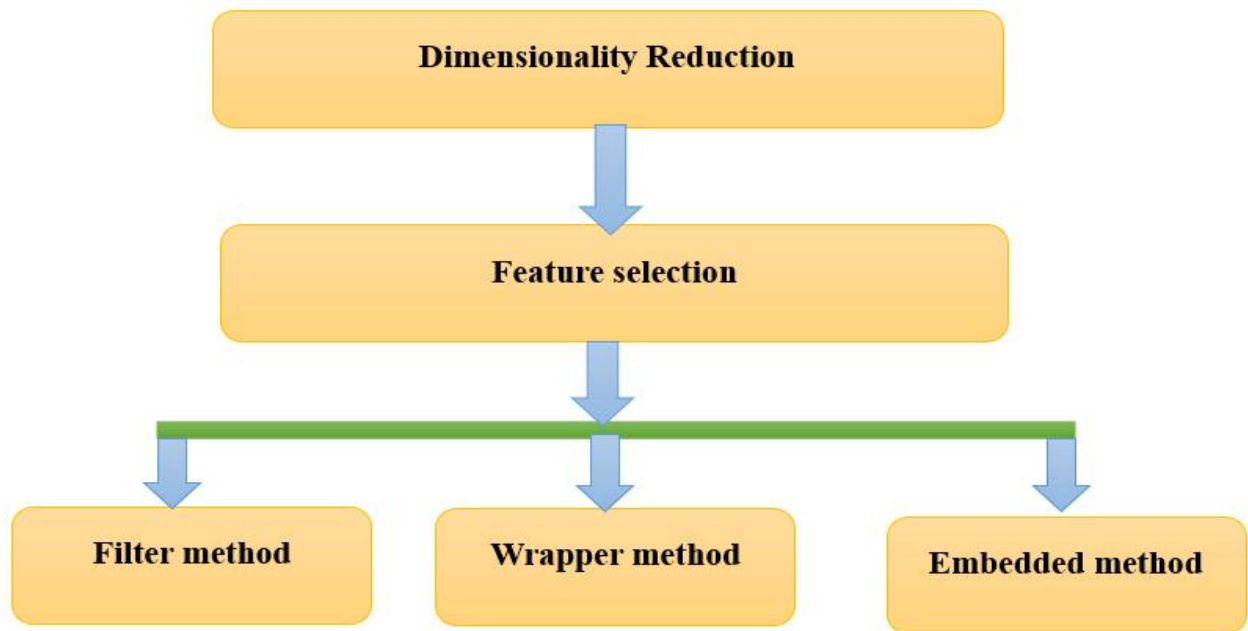 Dimensionality Reduction
Feature selection
Filter method
Wrapper method
Embedded method